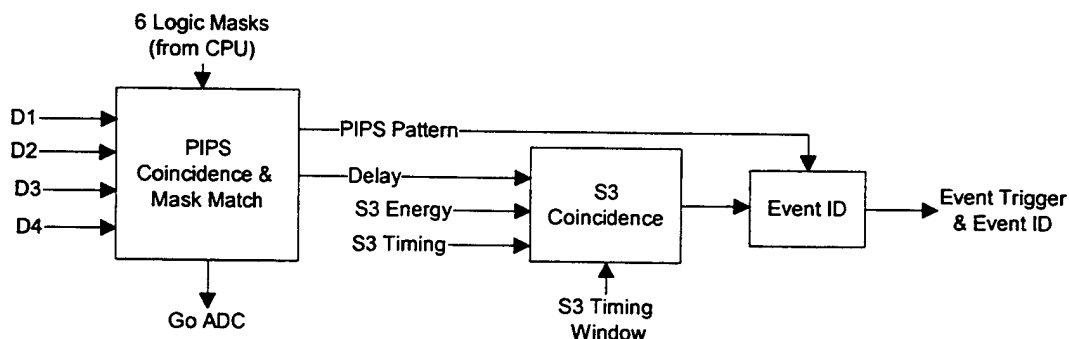 6 Logic Masks
(from CPU)
D1
D2
D3
D4
PIPS
Coincidence &
Mask Match
PIPS Pattern
Delay
S3 Energy
S3 Timing
S3
Coincidence
Event ID
Event Trigger
& Event ID
Go ADC
S3 Timing
Window